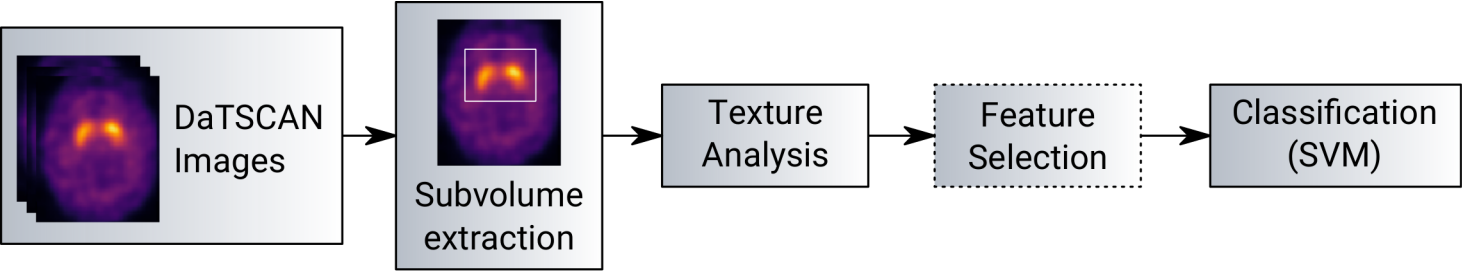 DaTSCAN
Images
Subvolume
extraction
Texture
Analysis
Feature
Selection
Classification
(SVM)